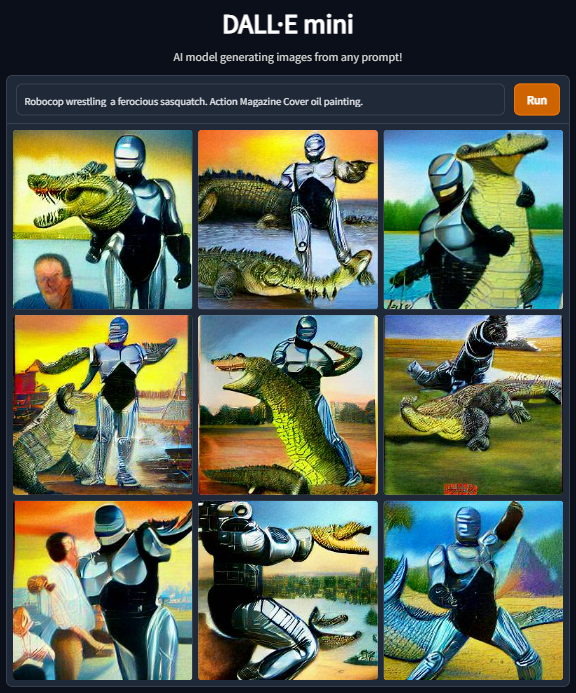 DALL·E mini
AI model generating images from any prompt!
Robocop wrestling  a ferocious sasquatch. Action Magazine Cover oil painting.
Run